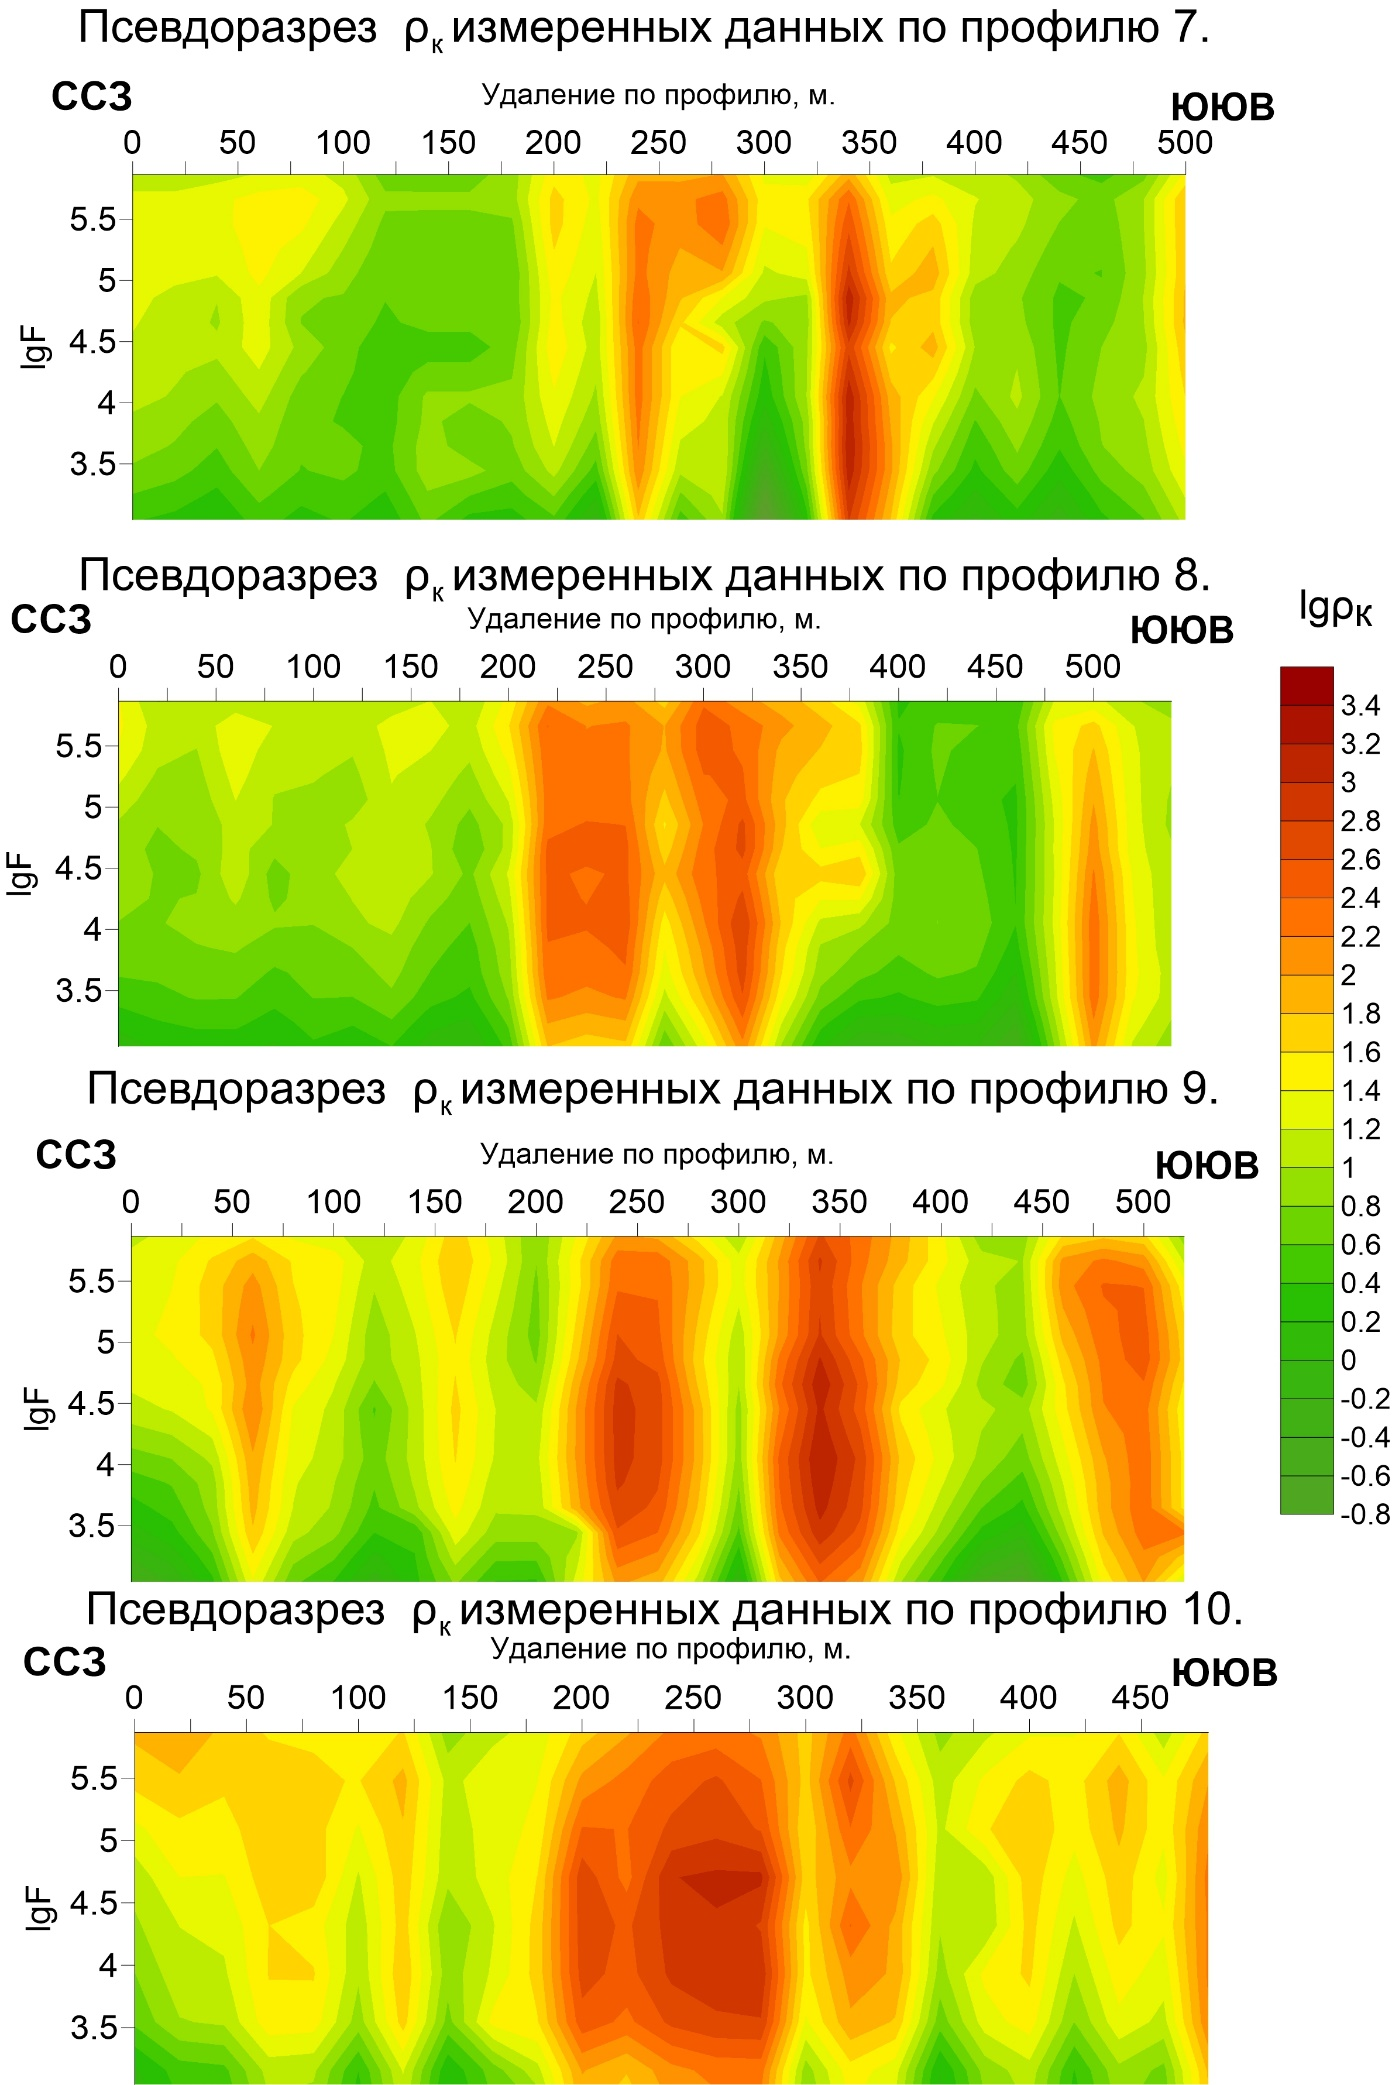 Псевдоразрез ρк измеренных данных по профилю 7.
ССЗ Удаление по профилю, м. ЮЮВ
0 50 100 150 200 250 300 350 400 450 500
lgF
5.5
5
4.5
4
3.5
Псевдоразрез ρк измеренных данных по профилю 8.
ССЗ Удаление по профилю, м. ЮЮВ
0 50 100 150 200 250 300 350 400 450 500
lgF
5.5
5
4.5
4
3.5
Псевдоразрез ρк измеренных данных по профилю 9.
ССЗ Удаление по профилю, м. ЮЮВ
0 50 100 150 200 250 300 350 400 450 500
lgF
5.5
5
4.5
4
3.5
Псевдоразрез ρк измеренных данных по профилю 10.
ССЗ Удаление по профилю, м. ЮЮВ
0 50 100 150 200 250 300 350 400 450
lgF
5.5
5
4.5
4
3.5
lgρк
3.4
3.2
3
2.8
2.6
2.4
2.2
2
1.8
1.6
1.4
1.2
1
0.8
0.6
0.4
0.2
0
-0.2
-0.4
-0.6
-0.8